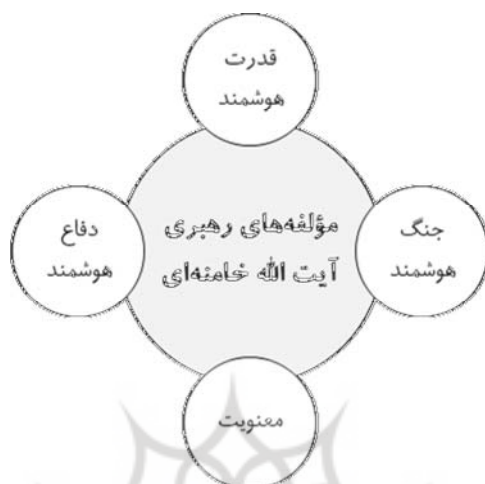 قدرت
هوشمند
دفاع
هوشمند
مؤلفه‌های رهبری
آیت الله خامنه‌ای
جنگ
هوشمند
معنویت